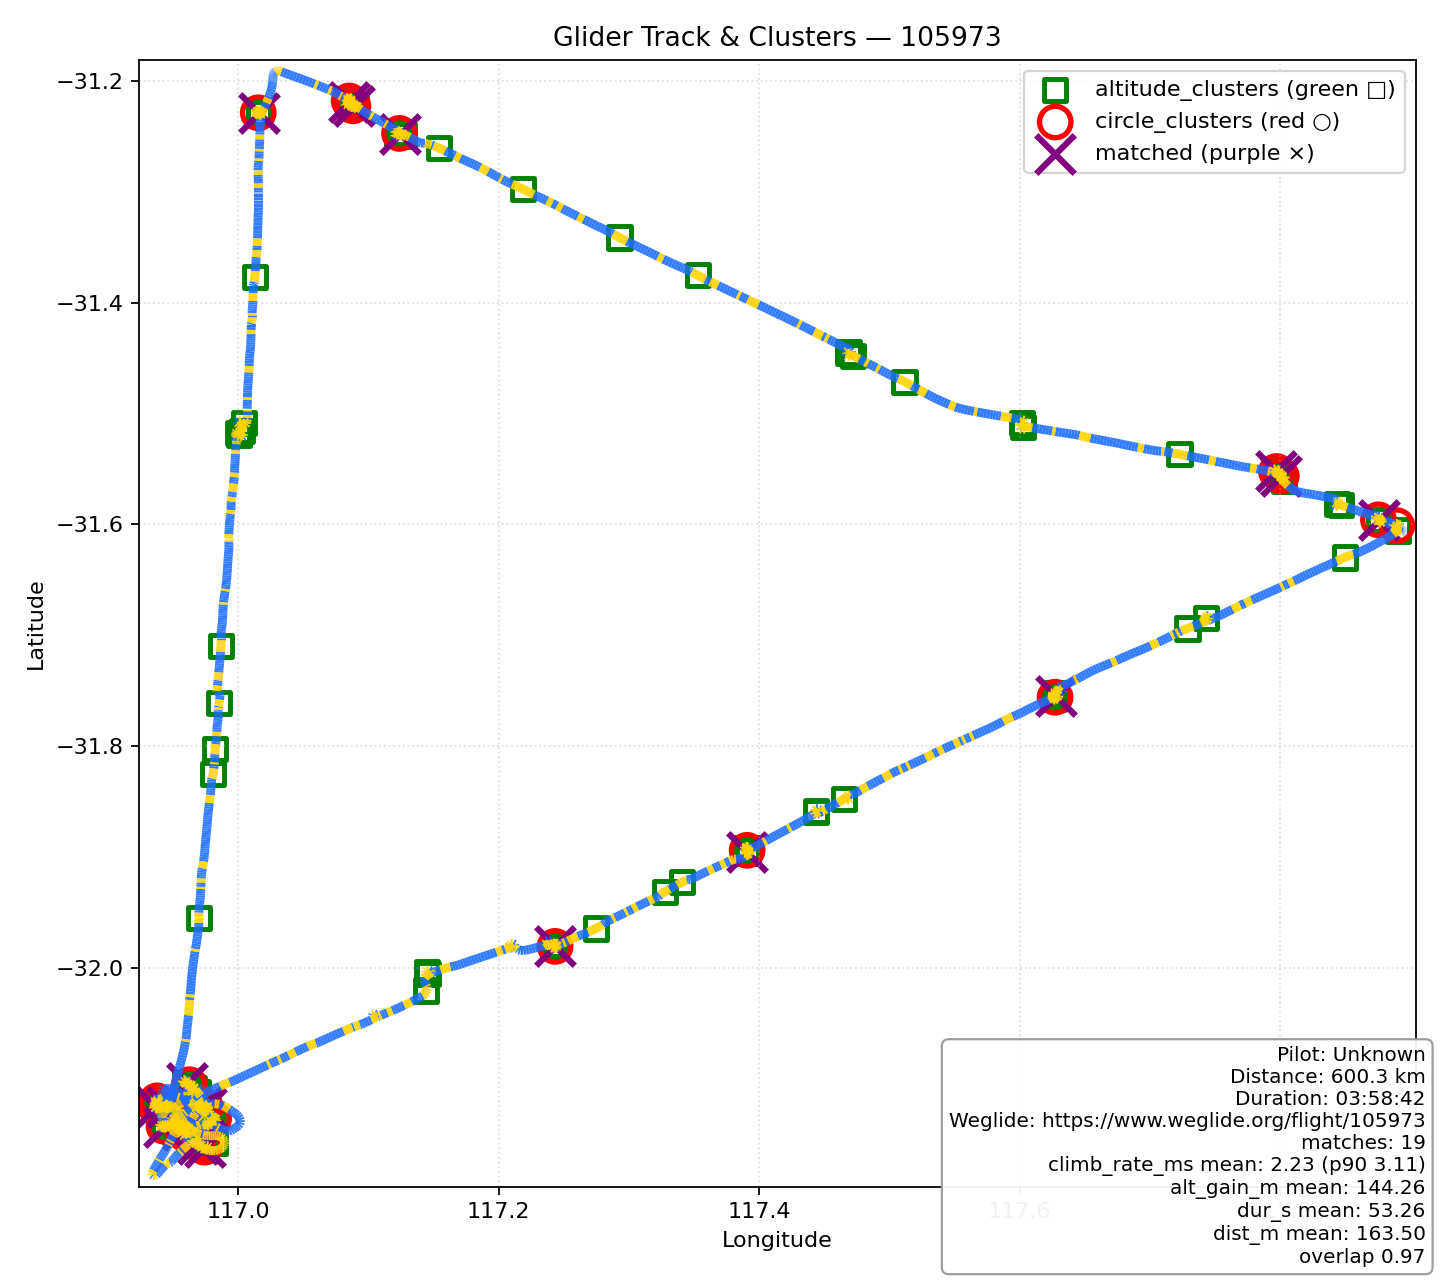 Glider Track & Clusters — 105973
altitude_clusters (green □)
circle_clusters (red ○)
matched (purple ×)
Latitude
−31.2
−31.4
−31.6
−31.8
−32.0
117.0
117.2
117.4
117.6
Longitude
Pilot: Unknown
Distance: 600.3 km
Duration: 03:58:42
Weglide: https://www.weglide.org/flight/105973
matches: 19
climb_rate_ms mean: 2.23 (p90 3.11)
alt_gain_m mean: 144.26
dur_s mean: 53.26
dist_m mean: 163.50
overlap 0.97